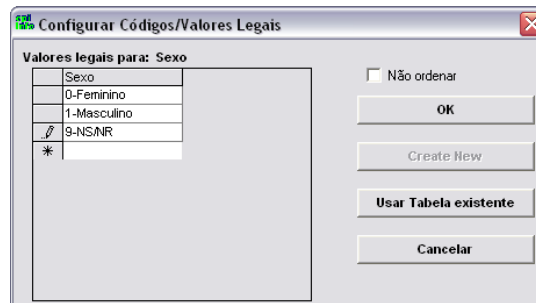 Configurar Códigos/Valores Legais
Valores legais para: Sexo
Sexo
0-Feminino
1-Masculino
9-NS/NR
Não ordenar
OK
Create New
Usar Tabela existente
Cancelar